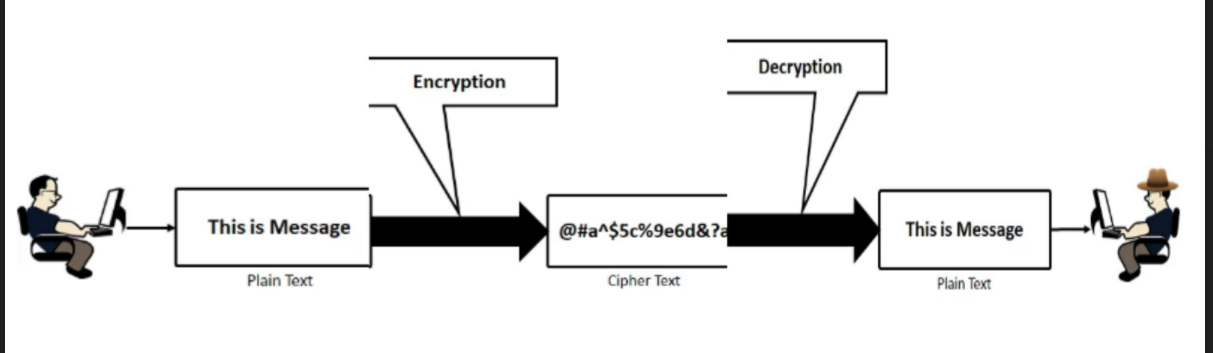 Encryption
Decryption
This is Message
@#a^$5c%9e6d&?a
This is Message
Plain Text
Cipher Text
Plain Text